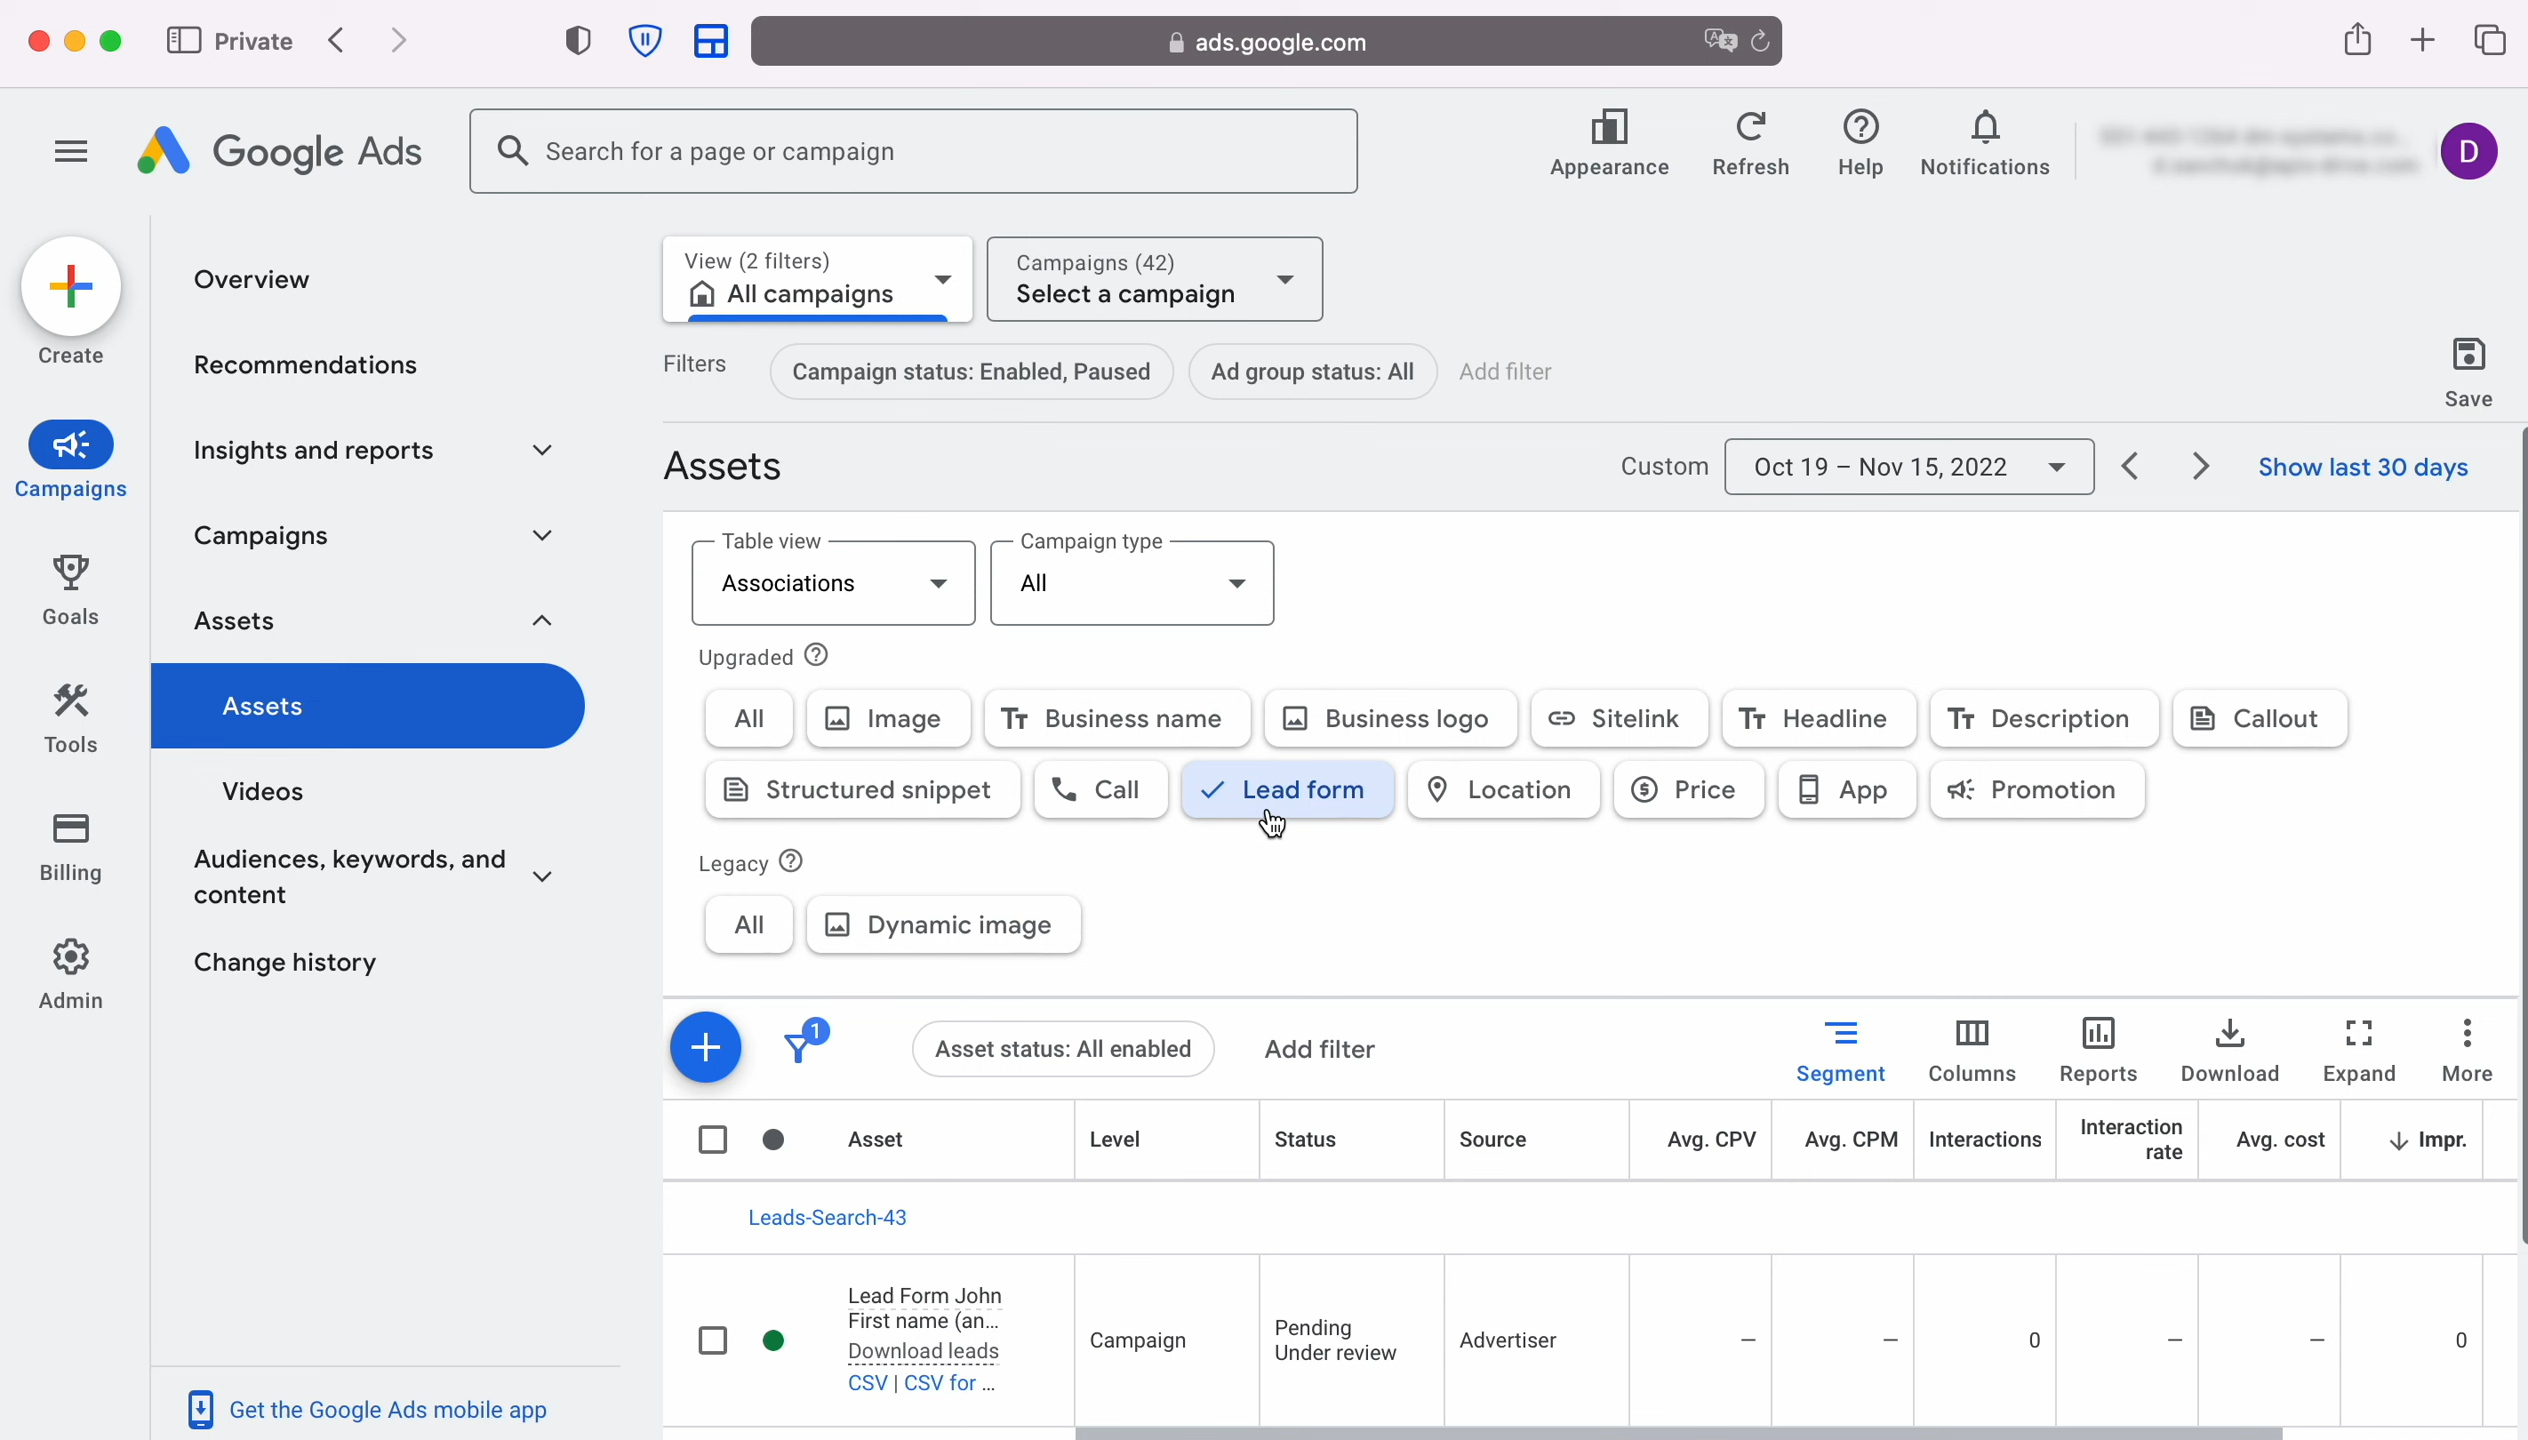 Private
ads.google.com
Google Ads
Search for a page or campaign
Appearance
Refresh
Help
Notifications
D
Create
Campaigns
Goals
Tools
Billing
Admin
Overview
Recommendations
Insights and reports
Campaigns
Assets
Assets
Videos
Audiences, keywords, and
content
Change history
Get the Google Ads mobile app
View (2 filters)
All campaigns
Campaigns (42)
Select a campaign
Filters
Campaign status: Enabled, Paused
Ad group status: All
Add filter
Save
Assets
Custom
Oct 19 – Nov 15, 2022
Show last 30 days
Table view
Associations
Campaign type
All
Upgraded
All
Image
Business name
Business logo
Sitelink
Headline
Description
Callout
Structured snippet
Call
Lead form
Location
Price
App
Promotion
Legacy
All
Dynamic image
1
Asset status: All enabled
Add filter
Segment
Columns
Reports
Download
Expand
More
Asset
Level
Status
Source
Avg. CPV
Avg. CPM
Interactions
Interaction
rate
Avg. cost
Impr.
Leads-Search-43
Lead Form John
First name (an...
Download leads
CSV | CSV for ...
Campaign
Pending
Under review
Advertiser
–
–
0
–
–
0